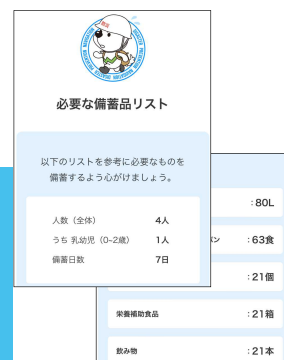 必要な備蓄品リスト
以下のリストを参考に必要なものを
備蓄するよう心がけましょう。
人数（全体） 4人
うち 乳幼児（0~2歳） 1人
備蓄日数 7日
: 80L
パン : 63食
: 21個
栄養補助食品 : 21箱
飲み物 : 21本